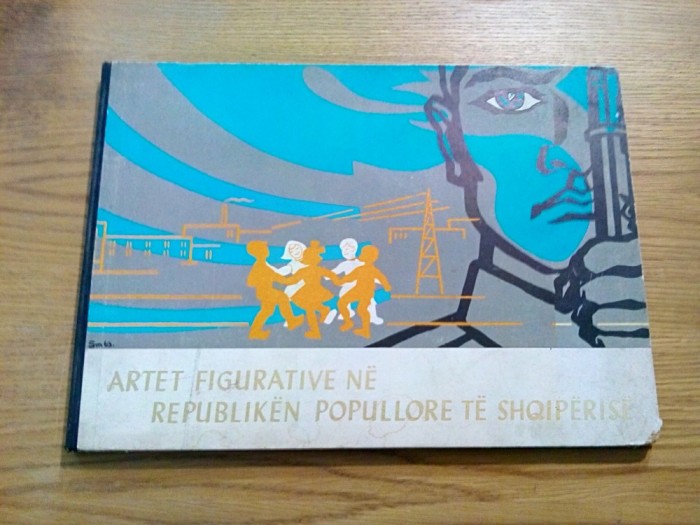 ARTET FIGURATIVE NË
REPUBLIKËN POPULLORE TË SHQIPËRISË